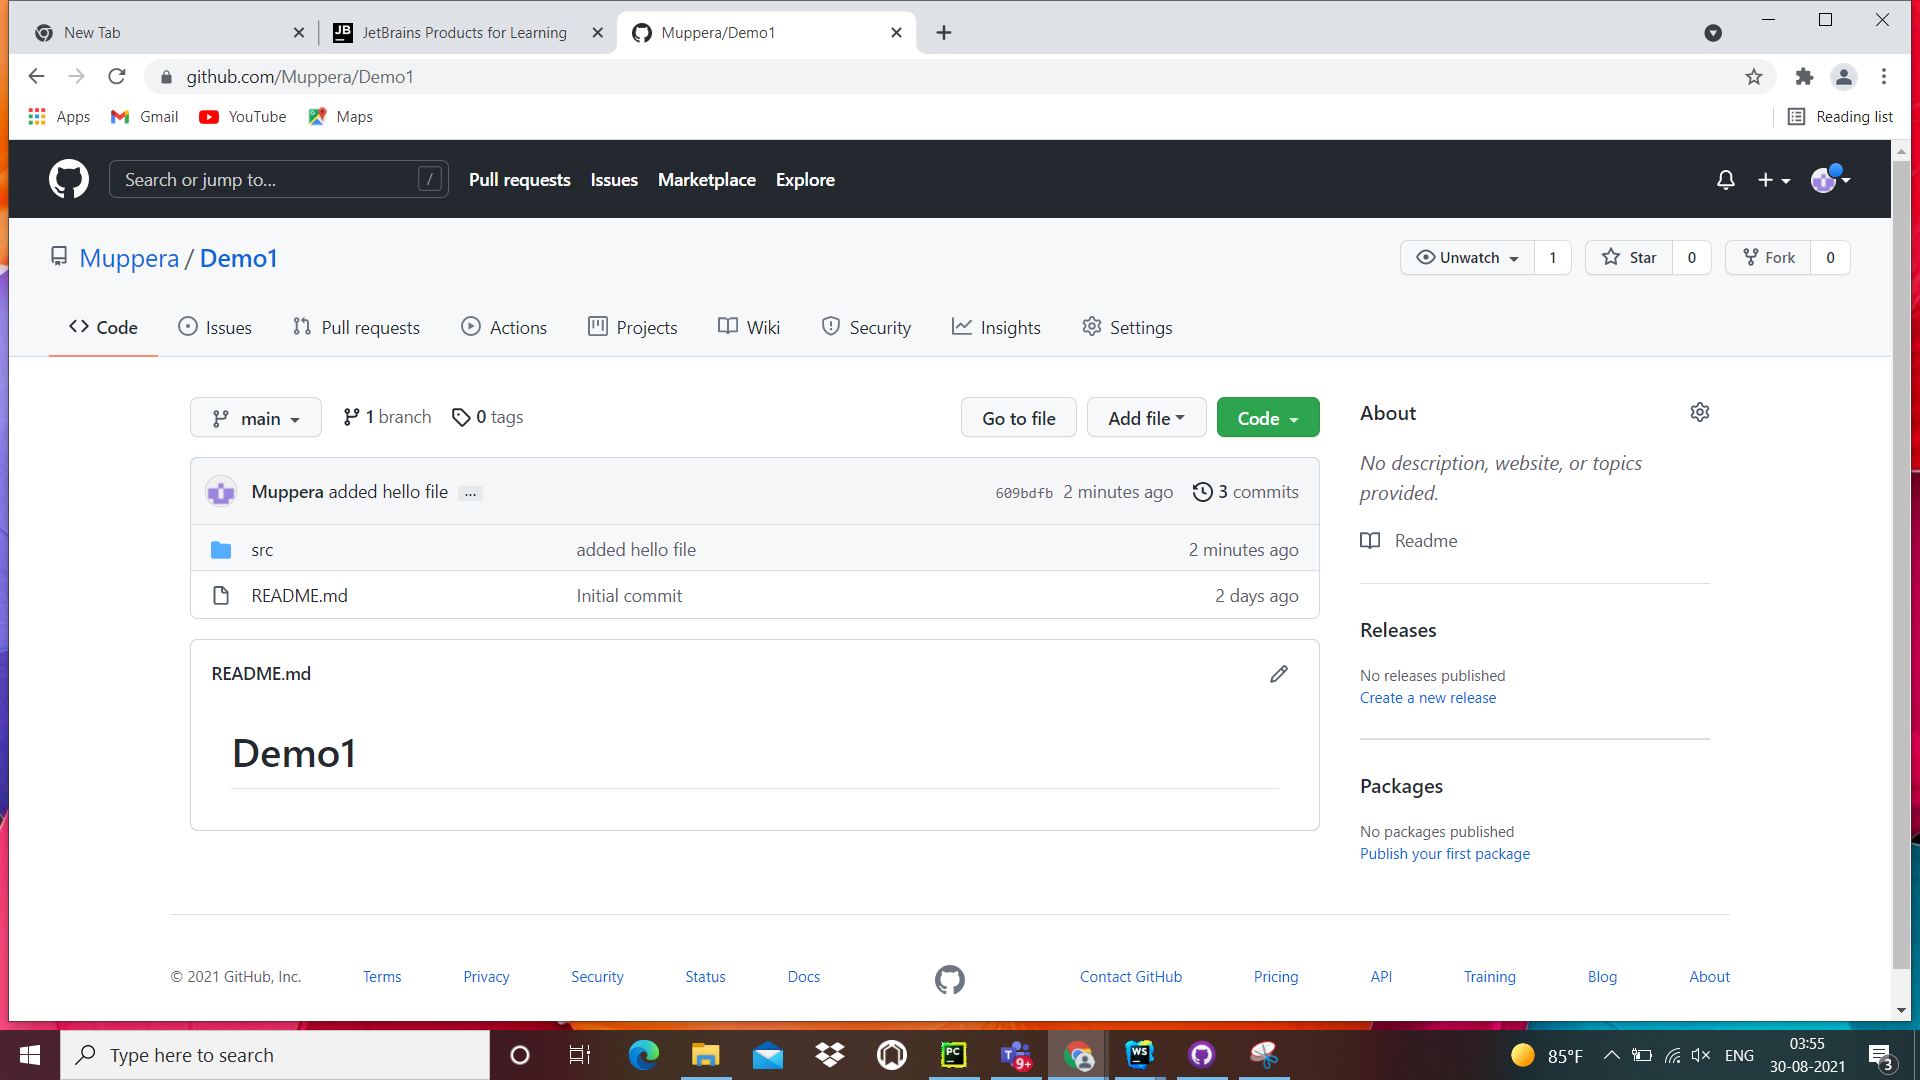 New Tab
JB JetBrains Products for Learning
Muppera/Demo1
github.com/Muppera/Demo1
Apps Gmail YouTube Maps Reading list
Search or jump to... / Pull requests Issues Marketplace Explore
Muppera / Demo1 Unwatch 1 Star 0 Fork 0
Code Issues Pull requests Actions Projects Wiki Security Insights Settings
main 1 branch 0 tags Go to file Add file Code
Muppera added hello file ... 609bdfb 2 minutes ago 3 commits
src added hello file 2 minutes ago
README.md Initial commit 2 days ago
README.md
Demo1
About
No description, website, or topics
provided.
Readme
Releases
No releases published
Create a new release
Packages
No packages published
Publish your first package
© 2021 GitHub, Inc. Terms Privacy Security Status Docs Contact GitHub Pricing API Training Blog About
Type here to search PC T 9+ WS 85°F ENG 03:55
30-08-2021 3